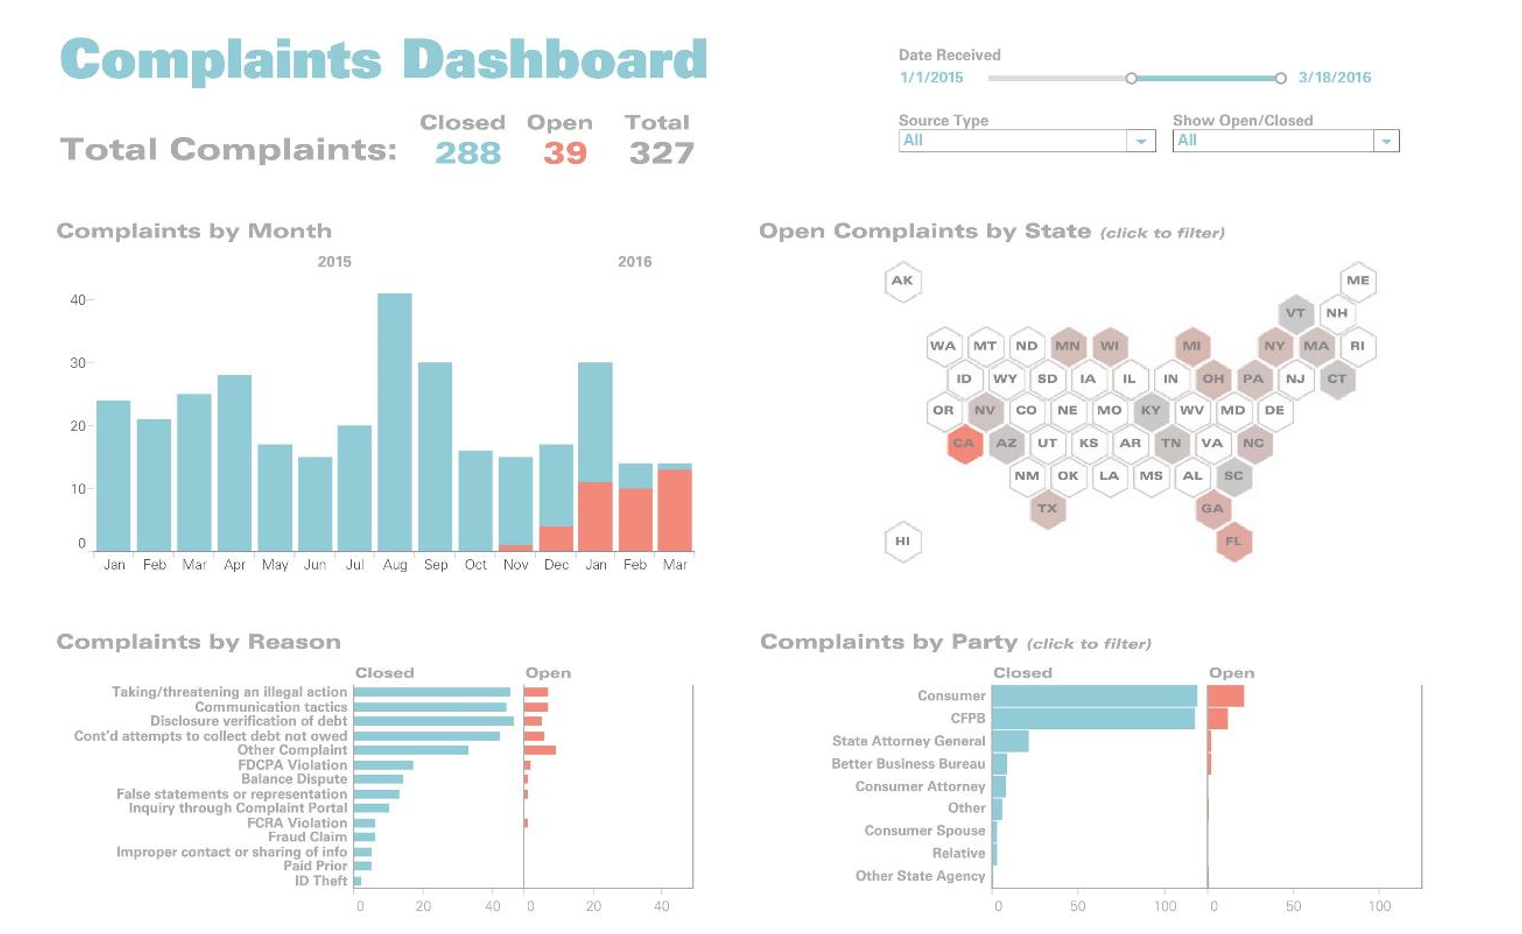 Complaints Dashboard
Date Received
1/1/2015 3/18/2016
Closed Open Total
Total Complaints: 288 39 327
Source Type Show Open/Closed
All All
Complaints by Month
2015 2016
40
30
20
10
0
Jan Feb Mar Apr May Jun Jul Aug Sep Oct Nov Dec Jan Feb Mar
Open Complaints by State (click to filter)
AK ME
VT NH
WA MT ND MN WI MI NY MA RI
ID WY SD IA IL IN OH PA NJ CT
OR NV CO NE MO KY WV MD DE
CA AZ UT KS AR TN VA NC
NM OK LA MS AL SC
TX GA
HI FL
Complaints by Reason
Closed Open
Taking/threatening an illegal action
Communication tactics
Disclosure verification of debt
Cont'd attempts to collect debt not owed
Other Complaint
FDCPA Violation
Balance Dispute
False statements or representation
Inquiry through Complaint Portal
FCRA Violation
Fraud Claim
Improper contact or sharing of info
Paid Prior
ID Theft
0 20 40 0 20 40
Complaints by Party (click to filter)
Closed Open
Consumer
CFPB
State Attorney General
Better Business Bureau
Consumer Attorney
Other
Consumer Spouse
Relative
Other State Agency
0 50 100 0 50 100